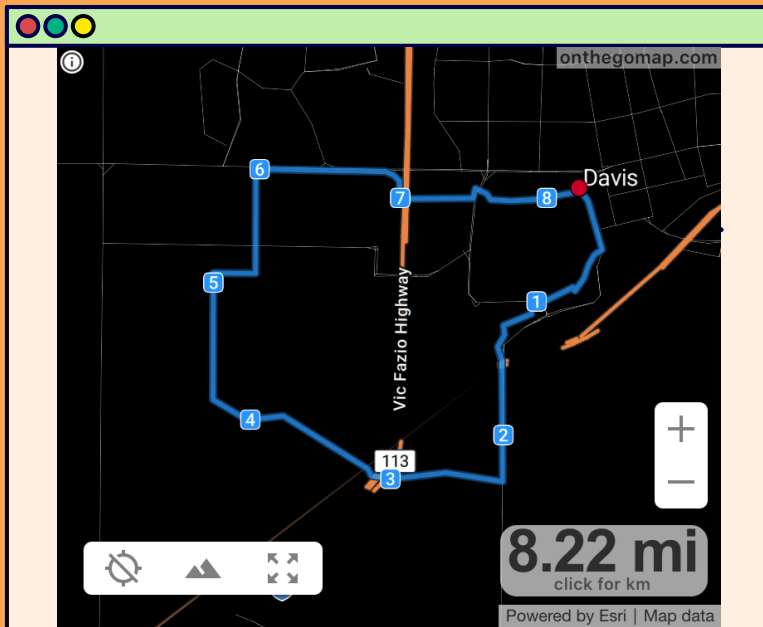 onthegomap.com
Davis
6
7
8
5
1
Vic Fazio Highway
4
2
113
3
8.22 mi
click for km
Powered by Esri | Map data